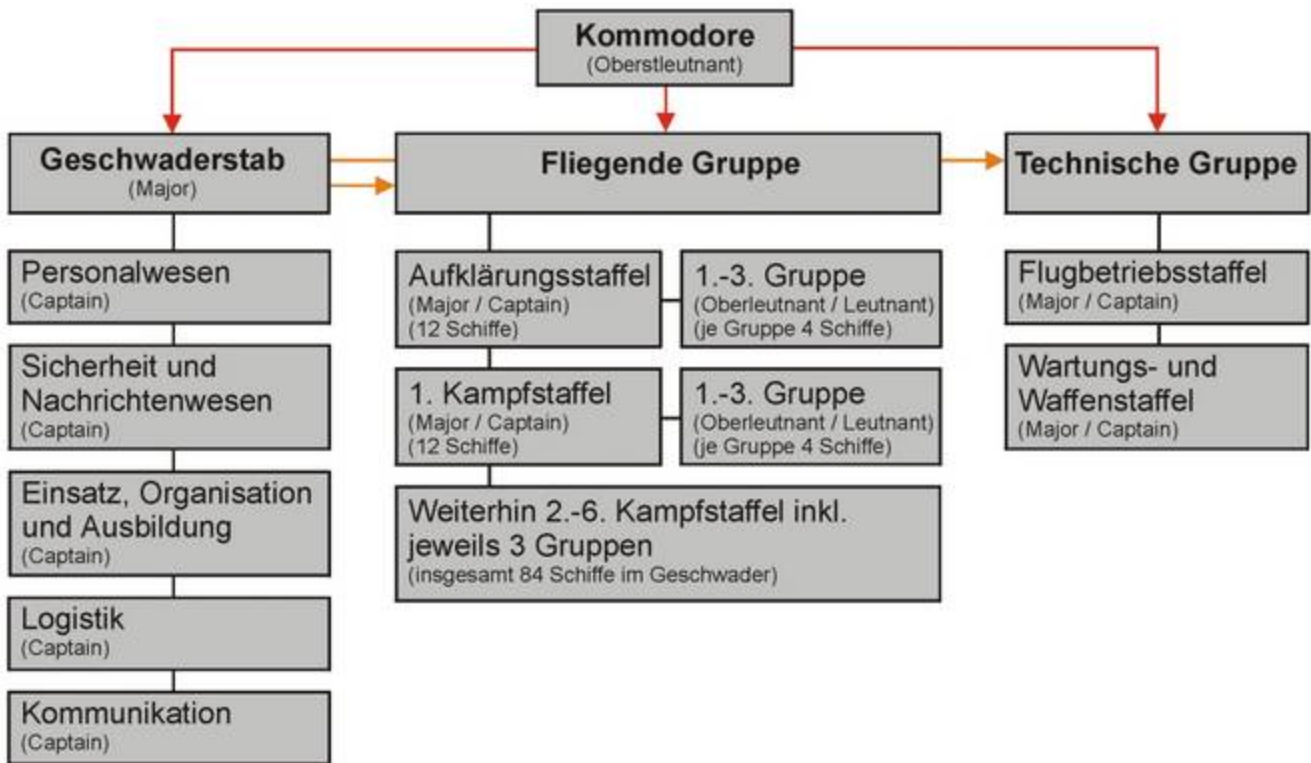 Kommodore
(Oberstleutnant)
Geschwaderstab
(Major)
Fliegende Gruppe
Technische Gruppe
Personalwesen
(Captain)
Sicherheit und
Nachrichtenwesen
(Captain)
Einsatz, Organisation
und Ausbildung
(Captain)
Logistik
(Captain)
Kommunikation
(Captain)
Aufklärungsstaffel
(Major / Captain)
(12 Schiffe)
1.-3. Gruppe
(Oberleutnant / Leutnant)
(je Gruppe 4 Schiffe)
1. Kampfstaffel
(Major / Captain)
(12 Schiffe)
1.-3. Gruppe
(Oberleutnant / Leutnant)
(je Gruppe 4 Schiffe)
Weiterhin 2.-6. Kampfstaffel inkl.
jeweils 3 Gruppen
(insgesamt 84 Schiffe im Geschwader)
Flugbetriebsstaffel
(Major / Captain)
Wartungs- und
Waffenstaffel
(Major / Captain)